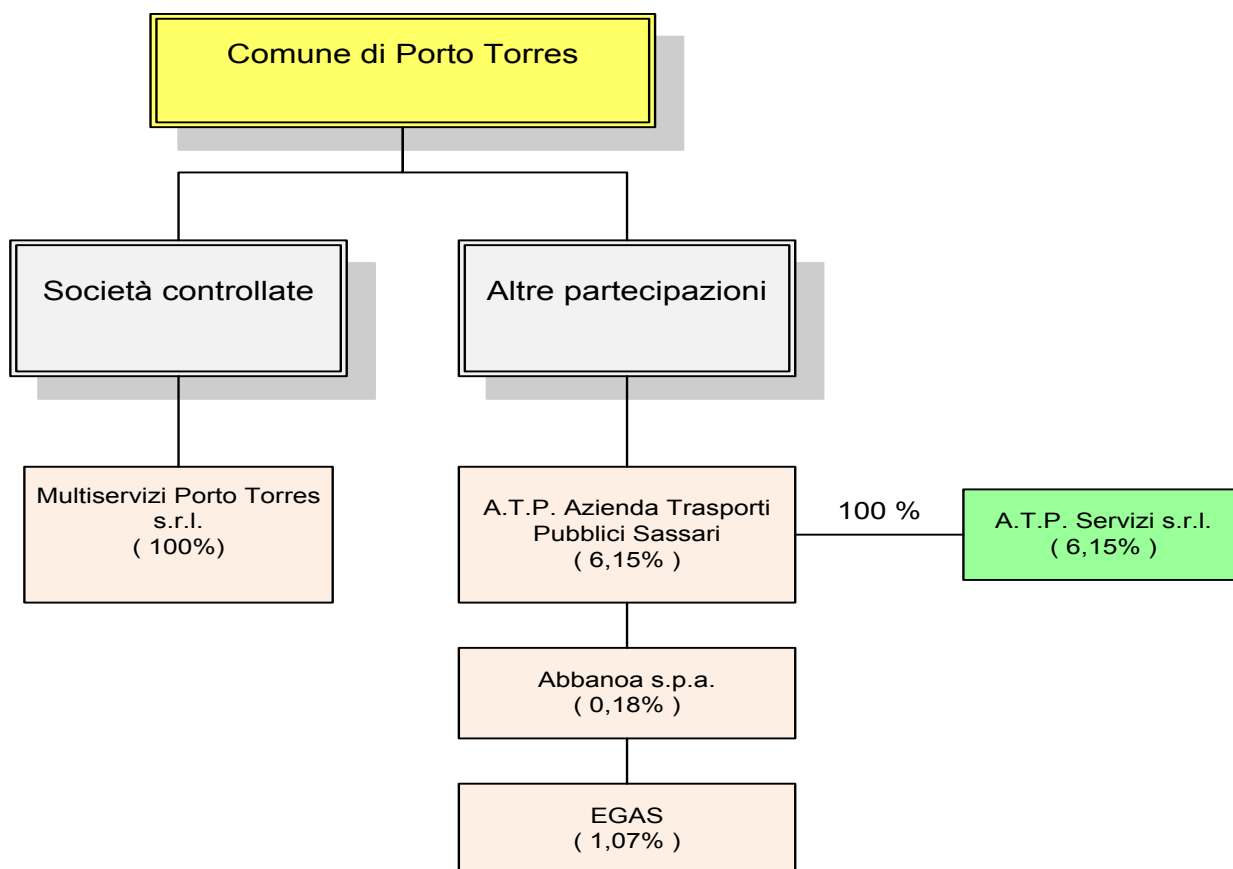 Comune di Porto Torres
Società controllate
Altre partecipazioni
Multiservizi Porto Torres
s.r.l.
( 100%)
A.T.P. Azienda Trasporti
Pubblici Sassari
( 6,15% )
100 %
A.T.P. Servizi s.r.l.
( 6,15% )
Abbanoa s.p.a.
( 0,18% )
EGAS
( 1,07% )